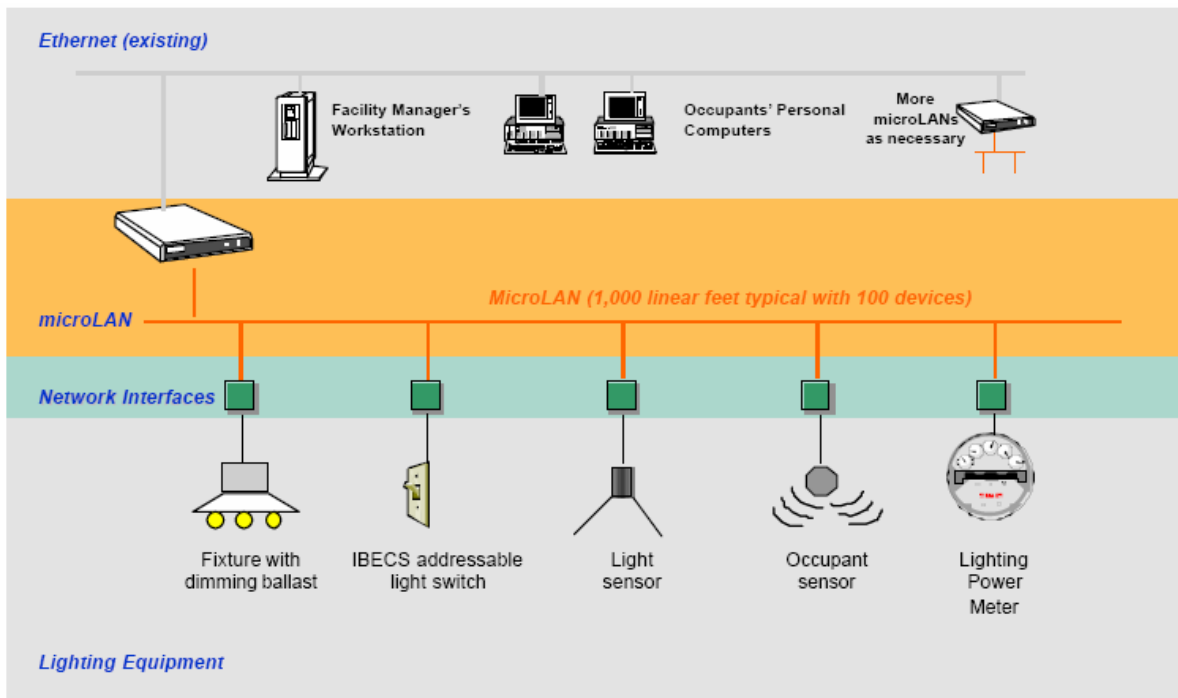 Ethernet (existing)
Facility Manager's
Workstation
Occupants' Personal
Computers
More
microLANs
as necessary
MicroLAN (1,000 linear feet typical with 100 devices)
microLAN
Network Interfaces
Fixture with
dimming ballast
IBECS addressable
light switch
Light
sensor
Occupant
sensor
Lighting
Power
Meter
Lighting Equipment